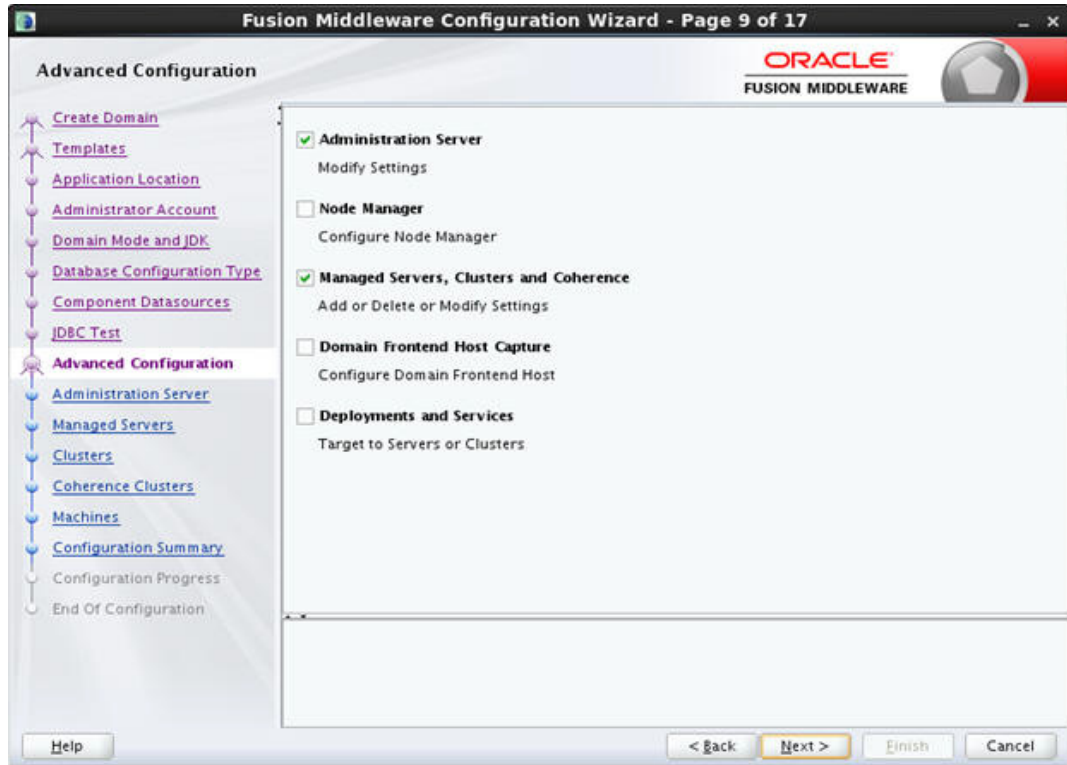 Fusion Middleware Configuration Wizard - Page 9 of 17
Advanced Configuration
ORACLE
FUSION MIDDLEWARE
Create Domain
Templates
Application Location
Administrator Account
Domain Mode and JDK
Database Configuration Type
Component Datasources
JDBC Test
Advanced Configuration
Administration Server
Managed Servers
Clusters
Coherence Clusters
Machines
Configuration Summary
Configuration Progress
End Of Configuration
Administration Server
Modify Settings
Node Manager
Configure Node Manager
Managed Servers, Clusters and Coherence
Add or Delete or Modify Settings
Domain Frontend Host Capture
Configure Domain Frontend Host
Deployments and Services
Target to Servers or Clusters
Help
< Back
Next >
Finish
Cancel